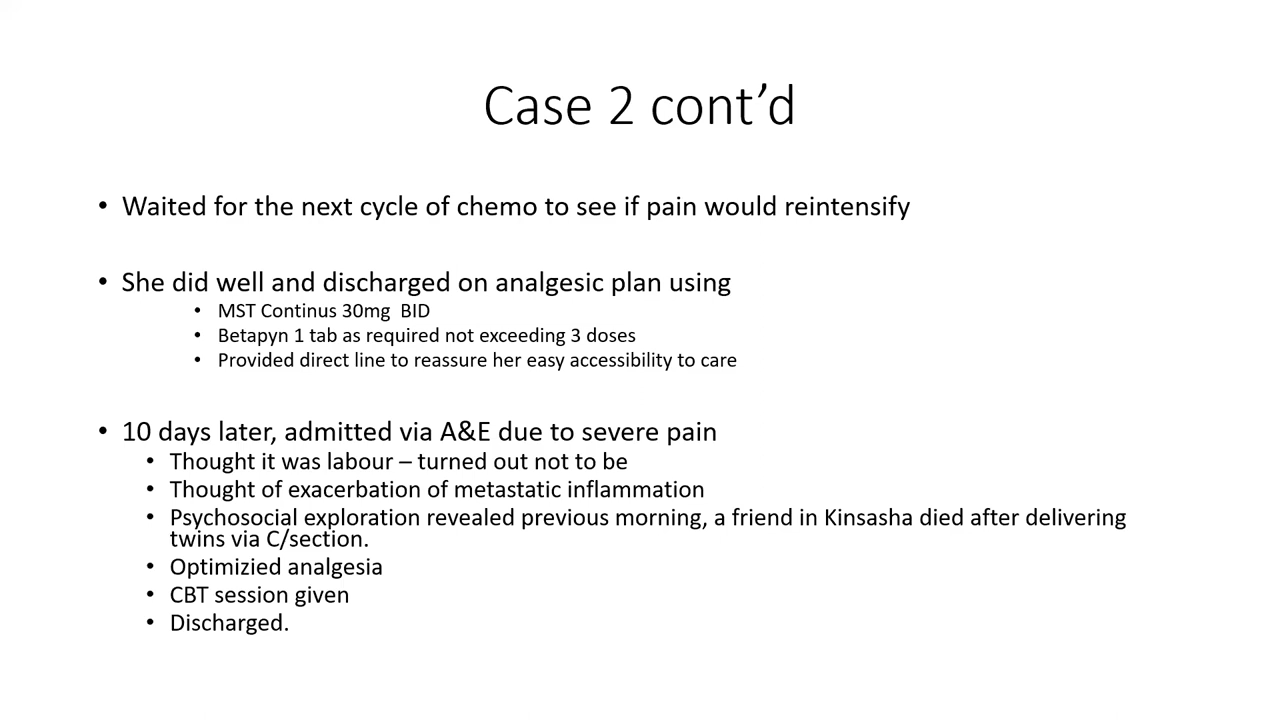 Case 2 cont’d
• Waited for the next cycle of chemo to see if pain would reintensify
• She did well and discharged on analgesic plan using
• MST Continus 30mg  BID
• Betapyn 1 tab as required not exceeding 3 doses
• Provided direct line to reassure her easy accessibility to care
• 10 days later, admitted via A&E due to severe pain
• Thought it was labour – turned out not to be
• Thought of exacerbation of metastatic inflammation
• Psychosocial exploration revealed previous morning, a friend in Kinsasha died after delivering
twins via C/section.
• Optimizied analgesia
• CBT session given
• Discharged.